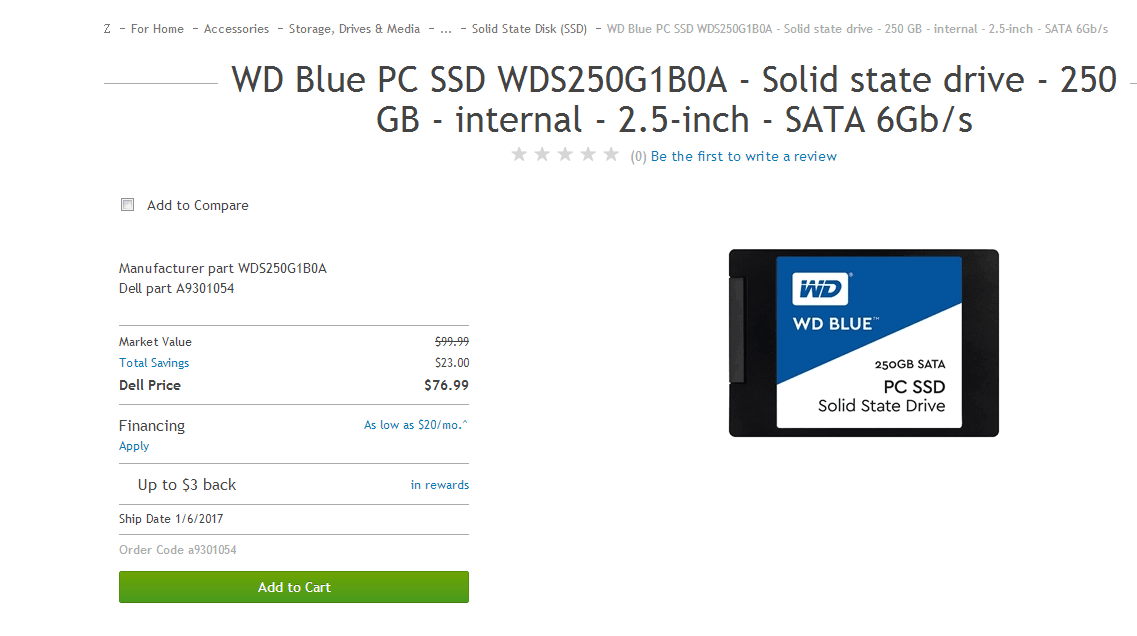 Z – For Home – Accessories – Storage, Drives & Media – ... – Solid State Disk (SSD) – WD Blue PC SSD WDS250G1B0A - Solid state drive - 250 GB - internal - 2.5-inch - SATA 6Gb/s
WD Blue PC SSD WDS250G1B0A - Solid state drive - 250
GB - internal - 2.5-inch - SATA 6Gb/s
(0) Be the first to write a review
Add to Compare
Manufacturer part WDS250G1B0A
Dell part A9301054
Market Value $99.99
Total Savings $23.00
Dell Price $76.99
Financing As low as $20/mo.^
Apply
Up to $3 back in rewards
Ship Date 1/6/2017
Order Code a9301054
Add to Cart
WD®
WD BLUE™
250GB SATA
PC SSD
Solid State Drive